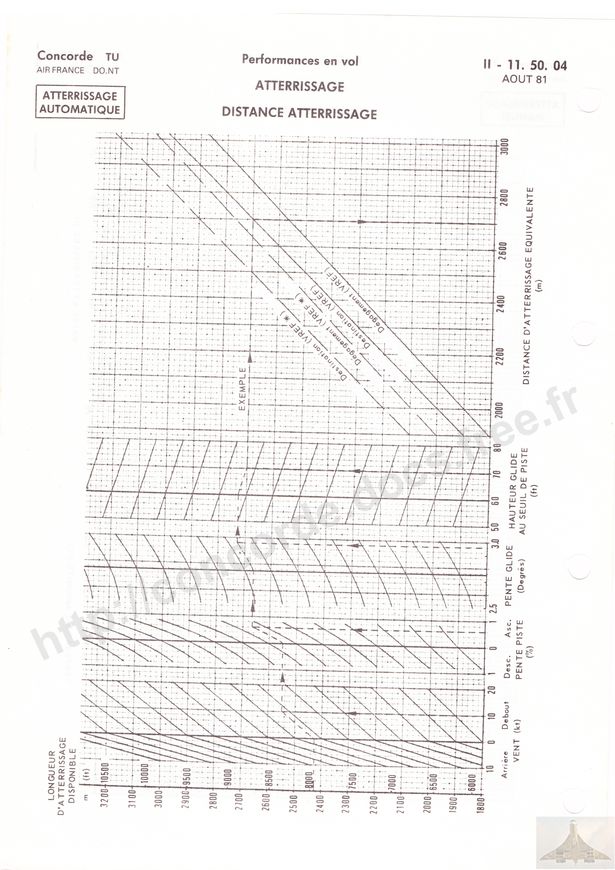 Concorde TU
AIR FRANCE DO.NT
ATTERRISSAGE
AUTOMATIQUE
Performances en vol
ATTERRISSAGE
DISTANCE ATTERRISSAGE
II - 11. 50. 04
AOUT 81
3000
2800
2600
2400
2200
2000
DISTANCE D'ATTERRISSAGE EQUIVALENTE
(m)
Dégagement (VREF)
Destination (VREF)
Dégagement (VREF *)
Destination (VREF *)
EXEMPLE
80
70
60
50
HAUTEUR GLIDE
AU SEUIL DE PISTE
(ft)
3.0
2.5
PENTE GLIDE
(Degrés)
1
0
1
Desc. Asc.
PENTE PISTE
(%)
20
10
0
10
Arrière Debout
VENT (kt)
LONGUEUR
D'ATTERRISSAGE
DISPONIBLE
m (ft)
3200 10500
3100
3000 10000
2900 9500
2800 9000
2700
2600 8500
2500
2400 8000
2300 7500
2200
2100 7000
2000 6500
1900
1800 6000
http://concorde.docs.free.fr